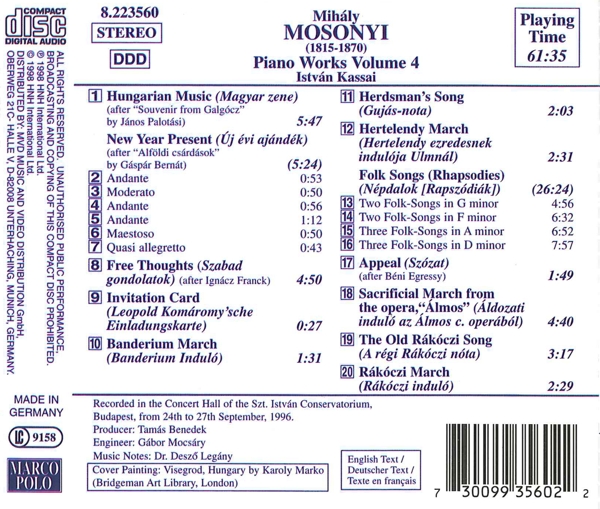 COMPACT
disc
DIGITAL AUDIO
8.223560
STEREO
DDD
Mihály
MOSONYI
(1815-1870)
Piano Works Volume 4
István Kassai
Playing
Time
61:35
ALL RIGHTS RESERVED. UNAUTHORISED PUBLIC PERFORMANCE,
BROADCASTING AND COPYING OF THIS COMPACT DISC PROHIBITED.
℗ 1998 HNH International Ltd.
© 1998 HNH International Ltd.
DISTRIBUTED BY: MVD MUSIC AND VIDEO DISTRIBUTION GmbH,
OBERWEG 21C- HALLE V, D-82008 UNTERHACHING, MUNICH, GERMANY.
1 Hungarian Music (Magyar zene)
(after "Souvenir from Galgócz"
by János Palotási) 5:47
New Year Present (Új évi ajándék)
(after "Alföldi csárdások"
by Gáspár Bernát) (5:24)
2 Andante 0:53
3 Moderato 0:50
4 Andante 0:56
5 Andante 1:12
6 Maestoso 0:50
7 Quasi allegretto 0:43
8 Free Thoughts (Szabad
gondolatok) (after Ignácz Franck) 4:50
9 Invitation Card
(Leopold Komáromy'sche
Einladungskarte) 0:27
10 Banderium March
(Banderium Induló) 1:31
11 Herdsman's Song
(Gujás-nota) 2:03
12 Hertelendy March
(Hertelendy ezredesnek
indulója Ulmnál) 2:31
Folk Songs (Rhapsodies)
(Népdalok [Rapszódiák]) (26:24)
13 Two Folk-Songs in G minor 4:56
14 Two Folk-Songs in F minor 6:32
15 Three Folk-Songs in A minor 6:52
16 Three Folk-Songs in D minor 7:57
17 Appeal (Szózat)
(after Béni Egressy) 1:49
18 Sacrificial March from
the opera,"Álmos" (Áldozati
induló az Álmos c. operából) 4:40
19 The Old Rákóczi Song
(A régi Rákóczi nóta) 3:17
20 Rákóczi March
(Rákóczi induló) 2:29
MADE IN
GERMANY
LC 9158
MARCO
POLO
Recorded in the Concert Hall of the Szt. István Conservatorium,
Budapest, from 24th to 27th September, 1996.
Producer: Tamás Benedek
Engineer: Gábor Mocsáry
Music Notes: Dr. Deszõ Legány
Cover Painting: Visegrod, Hungary by Karoly Marko
(Bridgeman Art Library, London)
English Text /
Deutscher Text /
Texte en français
7 30099 35602 2